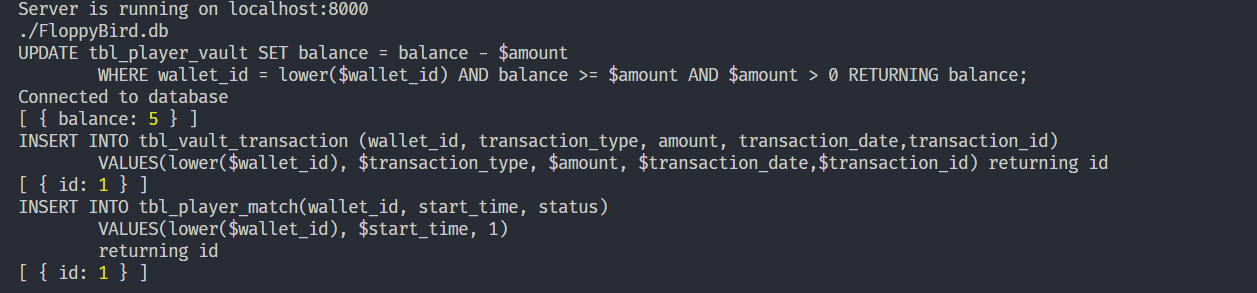 Server is running on localhost:8000
./FloppyBird.db
UPDATE tbl_player_vault SET balance = balance - $amount
WHERE wallet_id = lower($wallet_id) AND balance >= $amount AND $amount > 0 RETURNING balance;
Connected to database
[ { balance: 5 } ]
INSERT INTO tbl_vault_transaction (wallet_id, transaction_type, amount, transaction_date,transaction_id)
VALUES(lower($wallet_id), $transaction_type, $amount, $transaction_date,$transaction_id) returning id
[ { id: 1 } ]
INSERT INTO tbl_player_match(wallet_id, start_time, status)
VALUES(lower($wallet_id), $start_time, 1)
returning id
[ { id: 1 } ]